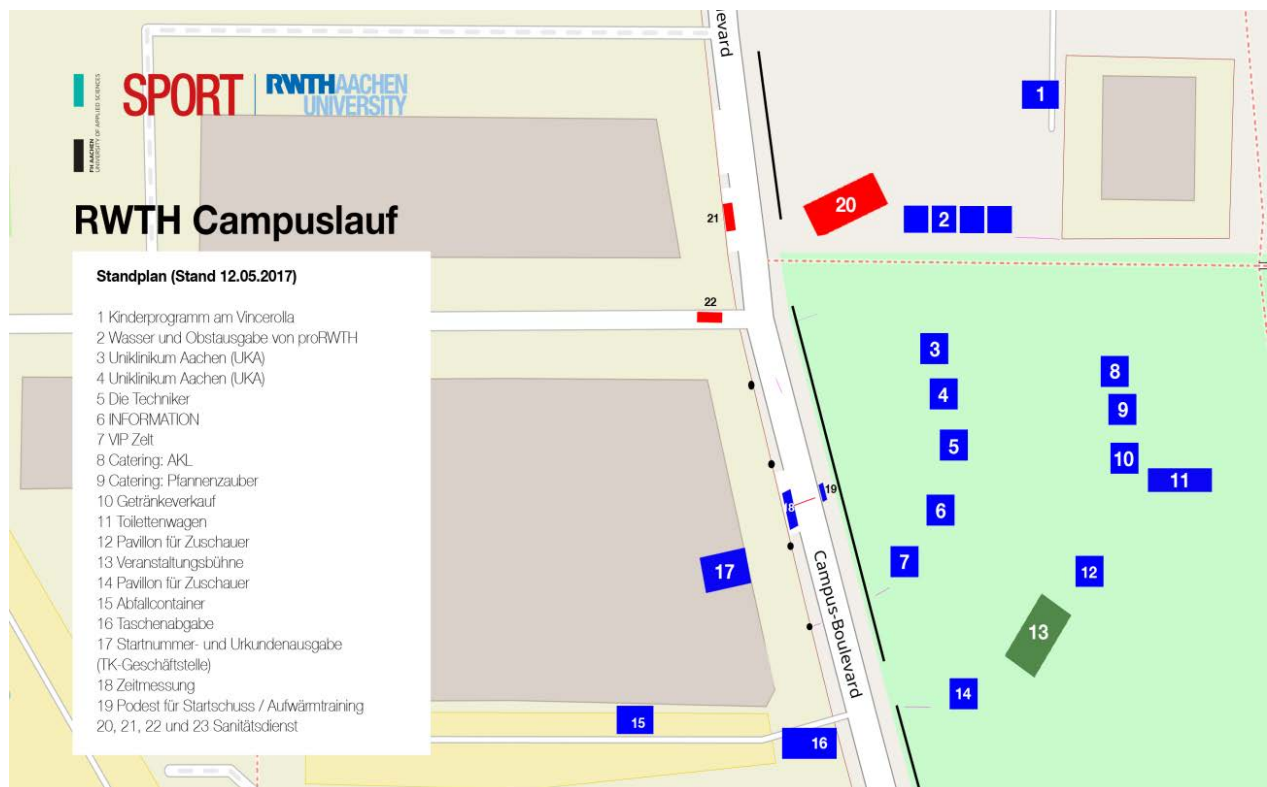 FH AACHEN
UNIVERSITY OF APPLIED SCIENCES
SPORT
RWTHAACHEN
UNIVERSITY
RWTH Campuslauf
Standplan (Stand 12.05.2017)
1 Kinderprogramm am Vincerolla
2 Wasser und Obstausgabe von proRWTH
3 Uniklinikum Aachen (UKA)
4 Uniklinikum Aachen (UKA)
5 Die Techniker
6 INFORMATION
7 VIP Zelt
8 Catering: AKL
9 Catering: Pfannenzauber
10 Getränkeverkauf
11 Toilettenwagen
12 Pavillon für Zuschauer
13 Veranstaltungsbühne
14 Pavillon für Zuschauer
15 Abfallcontainer
16 Taschenabgabe
17 Startnummer- und Urkundenausgabe
(TK-Geschäftstelle)
18 Zeitmessung
19 Podest für Startschuss / Aufwärmtraining
20, 21, 22 und 23 Sanitätsdienst
levard
1
20
21
2
22
3
8
4
9
5
10
11
19
18
6
7
12
17
Campus-Boulevard
13
14
15
16